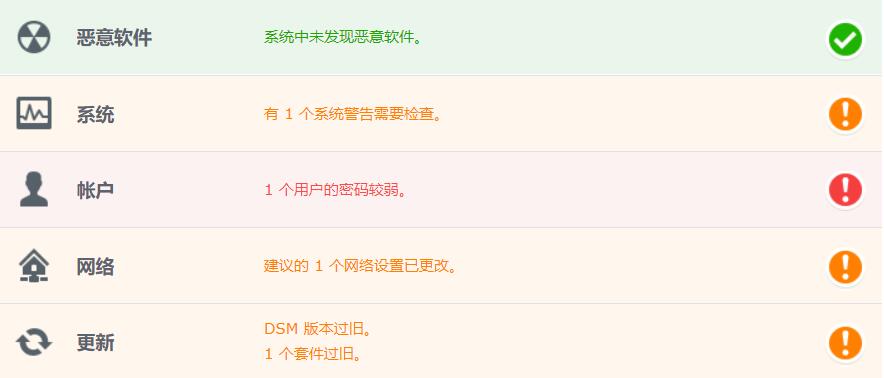 恶意软件
系统中未发现恶意软件。
系统
有 1 个系统警告需要检查。
帐户
1 个用户的密码较弱。
网络
建议的 1 个网络设置已更改。
更新
DSM 版本过旧。
1 个套件过旧。